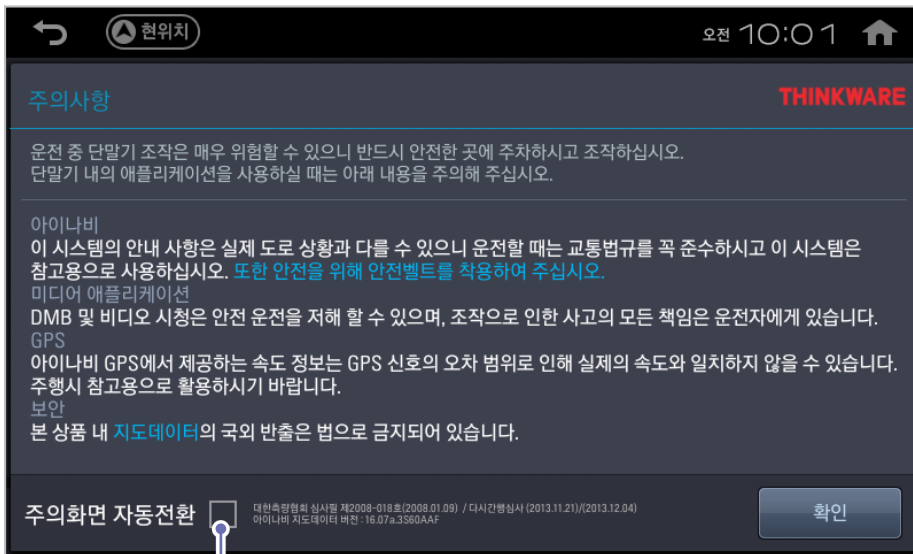 현위치
오전 10:01
주의사항
THINKWARE
운전 중 단말기 조작은 매우 위험할 수 있으니 반드시 안전한 곳에 주차하시고 조작하십시오.
단말기 내의 애플리케이션을 사용하실 때는 아래 내용을 주의해 주십시오.
아이나비
이 시스템의 안내 사항은 실제 도로 상황과 다를 수 있으니 운전할 때는 교통법규를 꼭 준수하시고 이 시스템은
참고용으로 사용하십시오. 또한 안전을 위해 안전벨트를 착용하여 주십시오.
미디어 애플리케이션
DMB 및 비디오 시청은 안전 운전을 저해 할 수 있으며, 조작으로 인한 사고의 모든 책임은 운전자에게 있습니다.
GPS
아이나비 GPS에서 제공하는 속도 정보는 GPS 신호의 오차 범위로 인해 실제의 속도와 일치하지 않을 수 있습니다.
주행시 참고용으로 활용하시기 바랍니다.
보안
본 상품 내 지도데이터의 국외 반출은 법으로 금지되어 있습니다.
주의화면 자동전환
대한측량협회 심사필 제2008-018호(2008.01.09) / 다시간행심사 (2013.11.21)/(2013.12.04)
아이나비 지도데이터 버전 : 16.07a.3S60AAF
확인